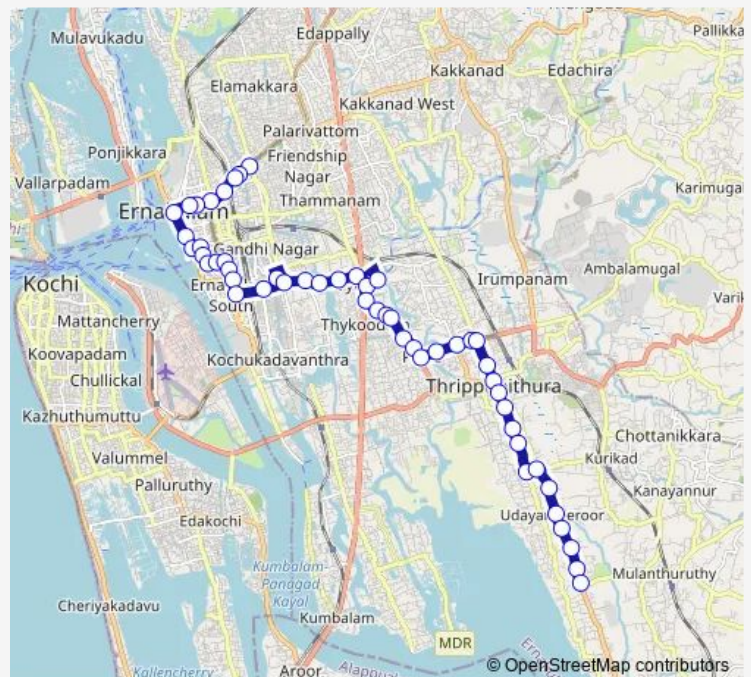 Mulavukadu
Edappally
Pallikka
Elamakkara
Kakkanad
Edachira
Kakkanad West
Palarivattom
Ponjikkara
Friendship
Nagar
Vallarpadam
Thammanam
Karimuga
Gandhi Nagar
Kochi
Irumpanam
Ambalamugal
South
Mattancherry
Koovapadam
Kochukadavanthra
Chullickal
Kazhuthumuttu
Chottanikkara
Valummel
Kurikad
Palluruthy
Kanayannur
Edakochi
Kumbalam-
Panagad
Kayal
Mulanthuruthy
Cheriyakadavu
Kumbalam
MDR
Kallencherry
Aroor
© OpenStreetMap contributors